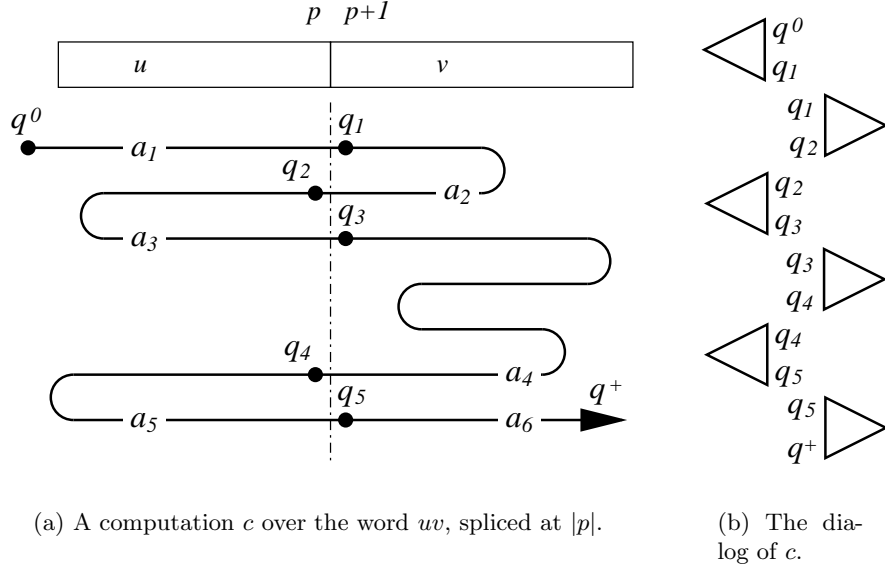 p p+1
u v
q⁰
a₁ q₁
q₂ a₂
a₃ q₃
q₄ a₄ q⁺
a₅ q₅ a₆
q⁰
q₁
q₁
q₂
q₂
q₃
q₃
q₄
q₄
q₅
q₅
q⁺
(a) A computation c over the word uv, spliced at |p|.
(b) The dia-
log of c.